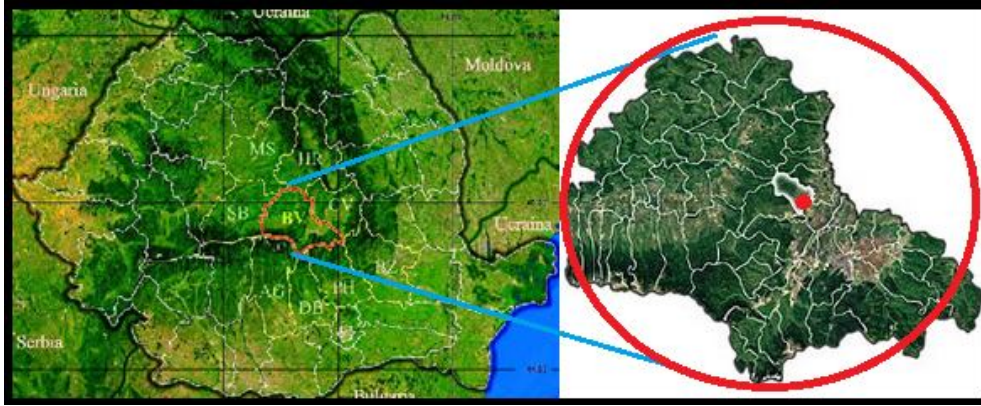 Ucraina
Moldova
Ungaria
MS
HR
SB
BV
CV
Ucraina
BZ
PH
AG
DB
Serbia
Bulgaria